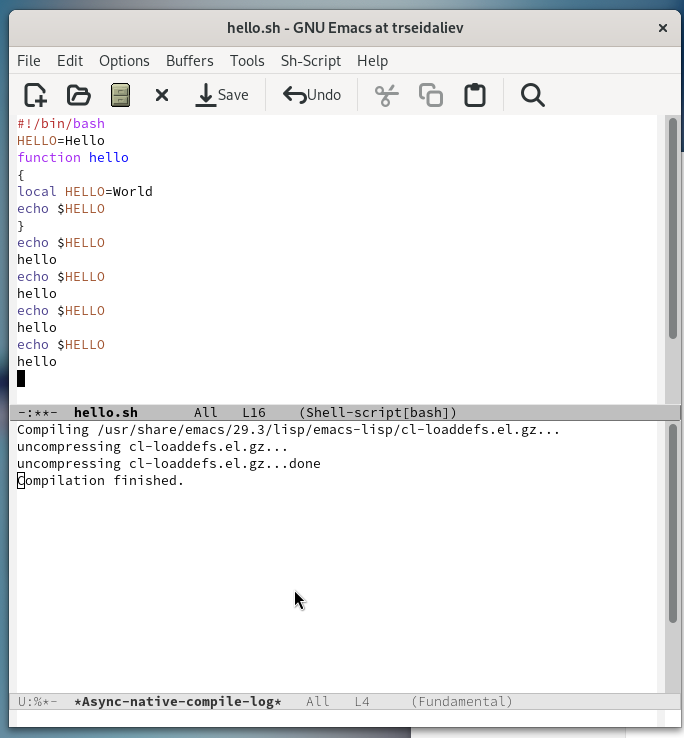 hello.sh - GNU Emacs at trseidaliev ×
File Edit Options Buffers Tools Sh-Script Help
Save Undo
#!/bin/bash
HELLO=Hello
function hello
{
local HELLO=World
echo $HELLO
}
echo $HELLO
hello
echo $HELLO
hello
echo $HELLO
hello
echo $HELLO
hello
-:**- hello.sh All L16 (Shell-script[bash])
Compiling /usr/share/emacs/29.3/lisp/emacs-lisp/cl-loaddefs.el.gz...
uncompressing cl-loaddefs.el.gz...
uncompressing cl-loaddefs.el.gz...done
Compilation finished.
U:%*- *Async-native-compile-log* All L4 (Fundamental)